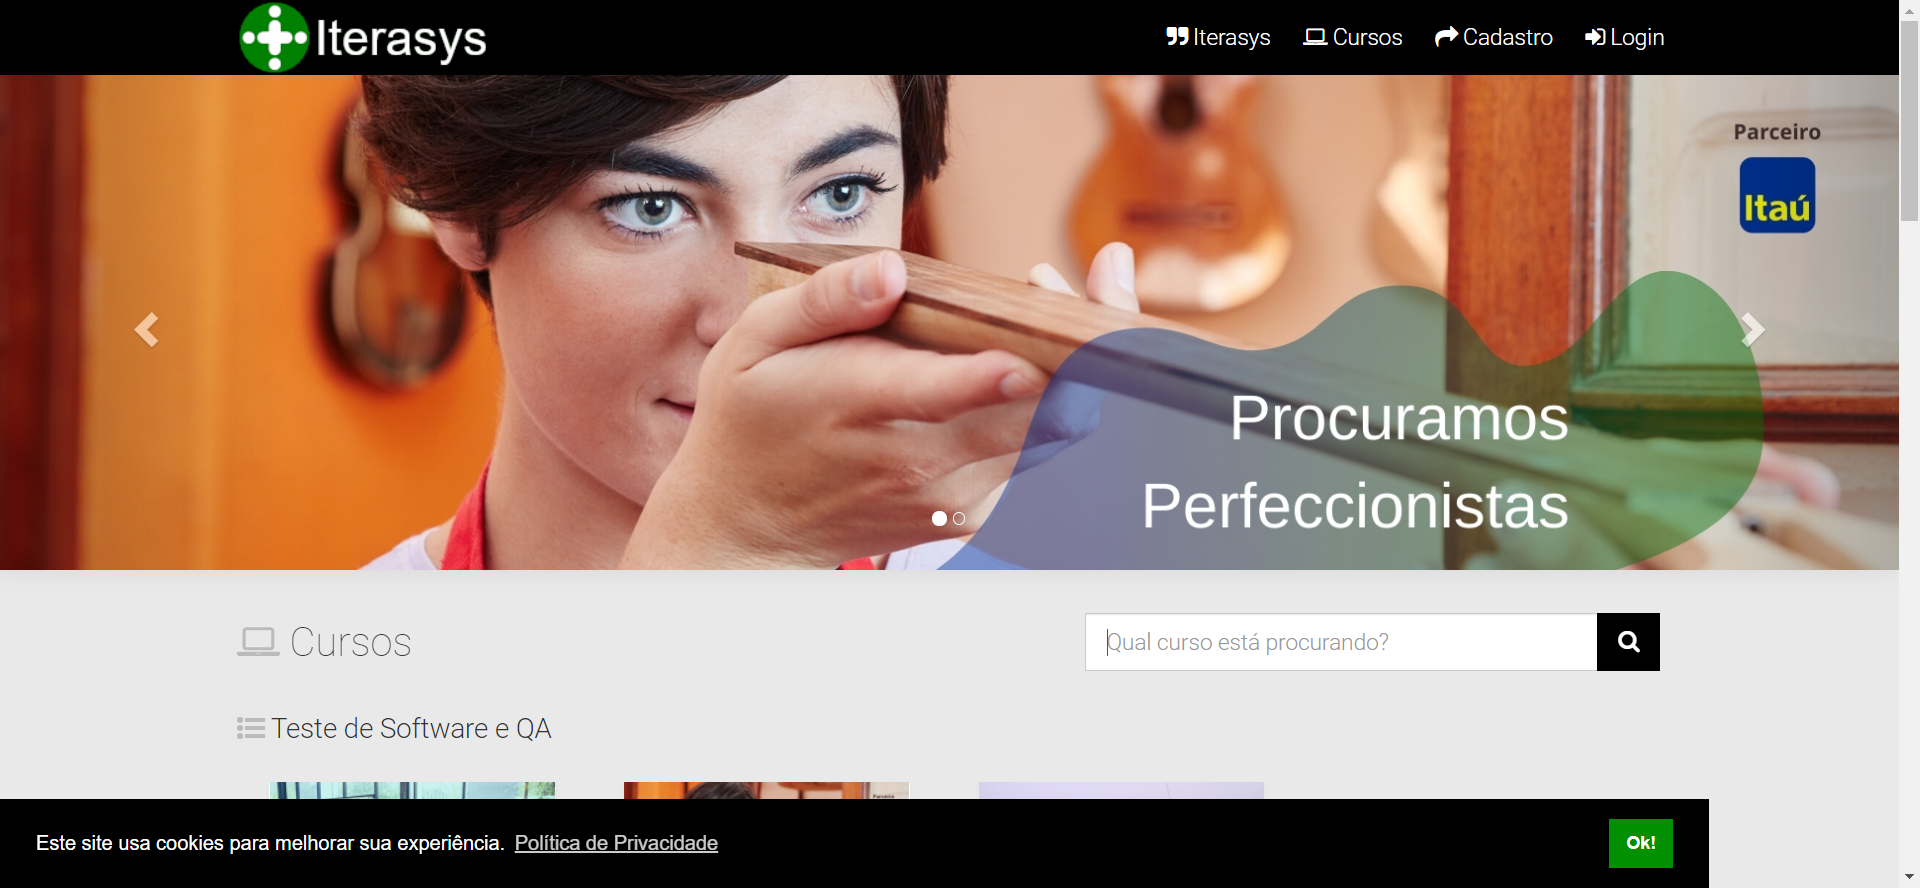 Iterasys
Iterasys Cursos Cadastro Login
Parceiro
Itaú
Procuramos
Perfeccionistas
Cursos
Qual curso está procurando?
Teste de Software e QA
Este site usa cookies para melhorar sua experiência. Política de Privacidade
Ok!